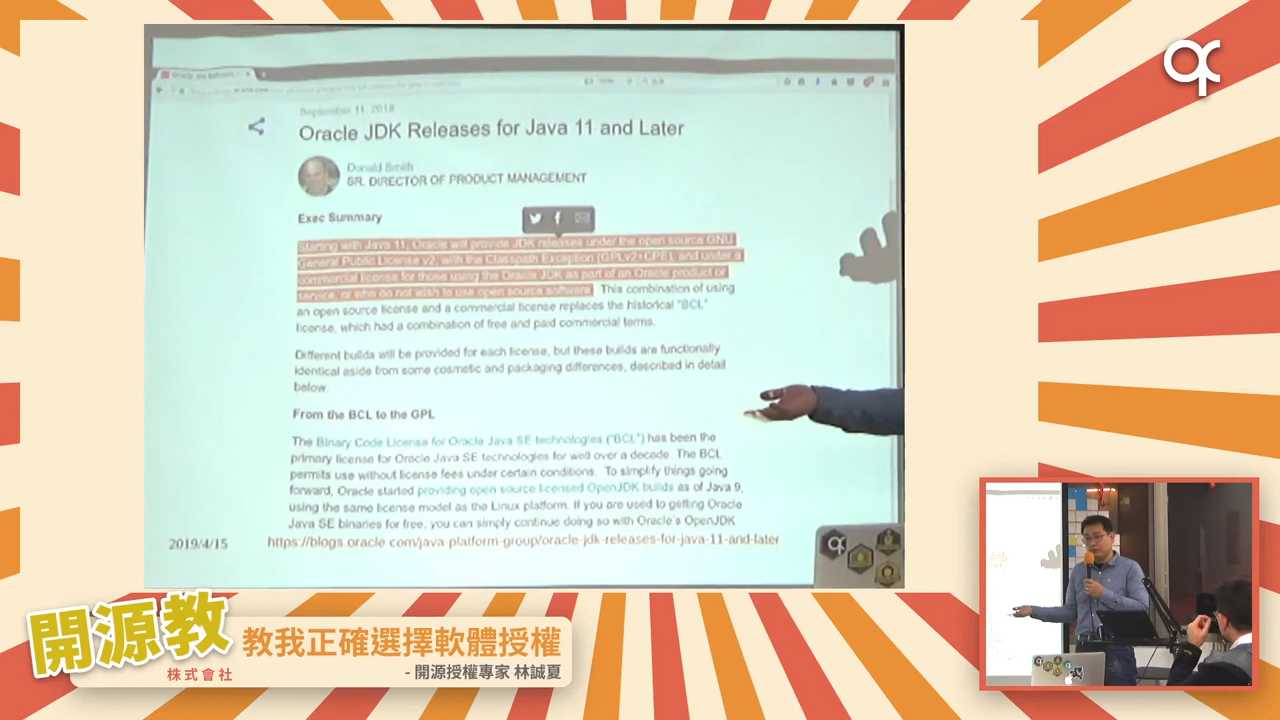 September 11, 2018
Oracle JDK Releases for Java 11 and Later
Donald Smith
SR. DIRECTOR OF PRODUCT MANAGEMENT
Exec Summary
Starting with Java 11, Oracle will provide JDK releases under the open source GNU
General Public License v2, with the Classpath Exception (GPLv2+CPE), and under a
commercial license for those using the Oracle JDK as part of an Oracle product or
service, or who do not wish to use open source software. This combination of using
an open source license and a commercial license replaces the historical "BCL"
license, which had a combination of free and paid commercial terms.
Different builds will be provided for each license, but these builds are functionally
identical aside from some cosmetic and packaging differences, described in detail
below.
From the BCL to the GPL
The Binary Code License for Oracle Java SE technologies ("BCL") has been the
primary license for Oracle Java SE technologies for well over a decade. The BCL
permits use without license fees under certain conditions. To simplify things going
forward, Oracle started providing open source licensed OpenJDK builds as of Java 9,
using the same license model as the Linux platform. If you are used to getting Oracle
Java SE binaries for free, you can simply continue doing so with Oracle's OpenJDK
2019/4/15
https://blogs.oracle.com/java-platform-group/oracle-jdk-releases-for-java-11-and-later
開源教
株式會社
教我正確選擇軟體授權
- 開源授權專家 林誠夏